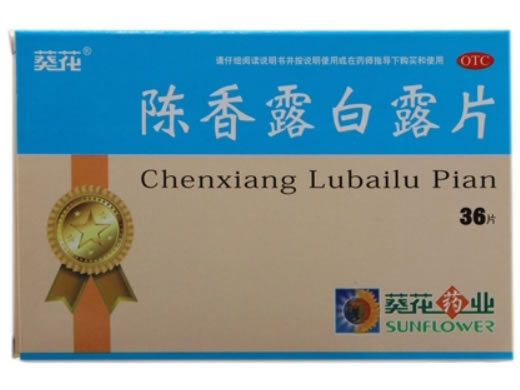 葵花®
请仔细阅读说明书并按说明使用或在药师指导下购买和使用
OTC
陈香露白露片
Chenxiang Lubailu Pian
36片
葵花药业
SUNFLOWER